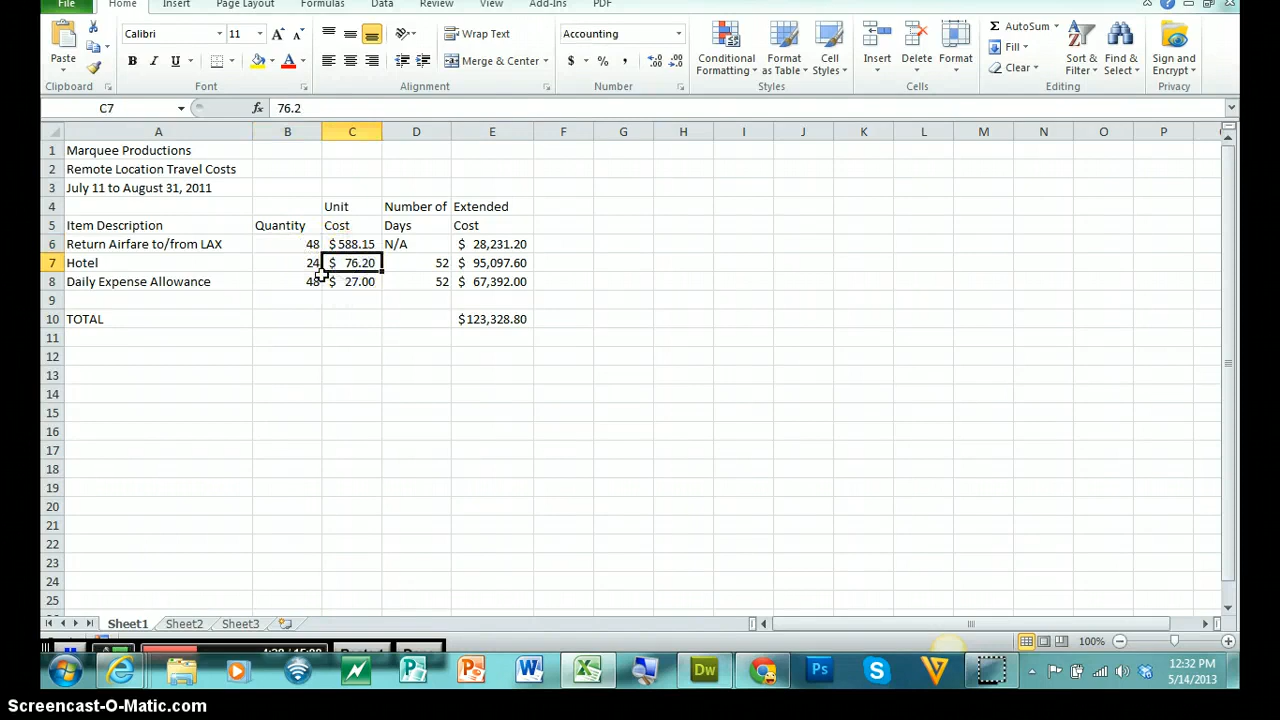 File Home Insert Page Layout Formulas Data Review View Add-Ins PDF
Calibri 11 Wrap Text Accounting AutoSum
Paste B I U Merge & Center $ % , Conditional Formatting Format as Table Cell Styles Insert Delete Format Fill Clear Sort & Filter Find & Select Sign and Encrypt
Clipboard Font Alignment Number Styles Cells Editing Privacy
C7 fx 76.2
A B C D E F G H I J K L M N O P
1 Marquee Productions
2 Remote Location Travel Costs
3 July 11 to August 31, 2011
4 Unit Number of Extended
5 Item Description Quantity Cost Days Cost
6 Return Airfare to/from LAX 48 $588.15 N/A $ 28,231.20
7 Hotel 24 $ 76.20 52 $ 95,097.60
8 Daily Expense Allowance 48 $ 27.00 52 $ 67,392.00
9
10 TOTAL $123,328.80
11
12
13
14
15
16
17
18
19
20
21
22
23
24
25
Sheet1 Sheet2 Sheet3
100%
Dw Ps
12:32 PM
5/14/2013
Screencast-O-Matic.com